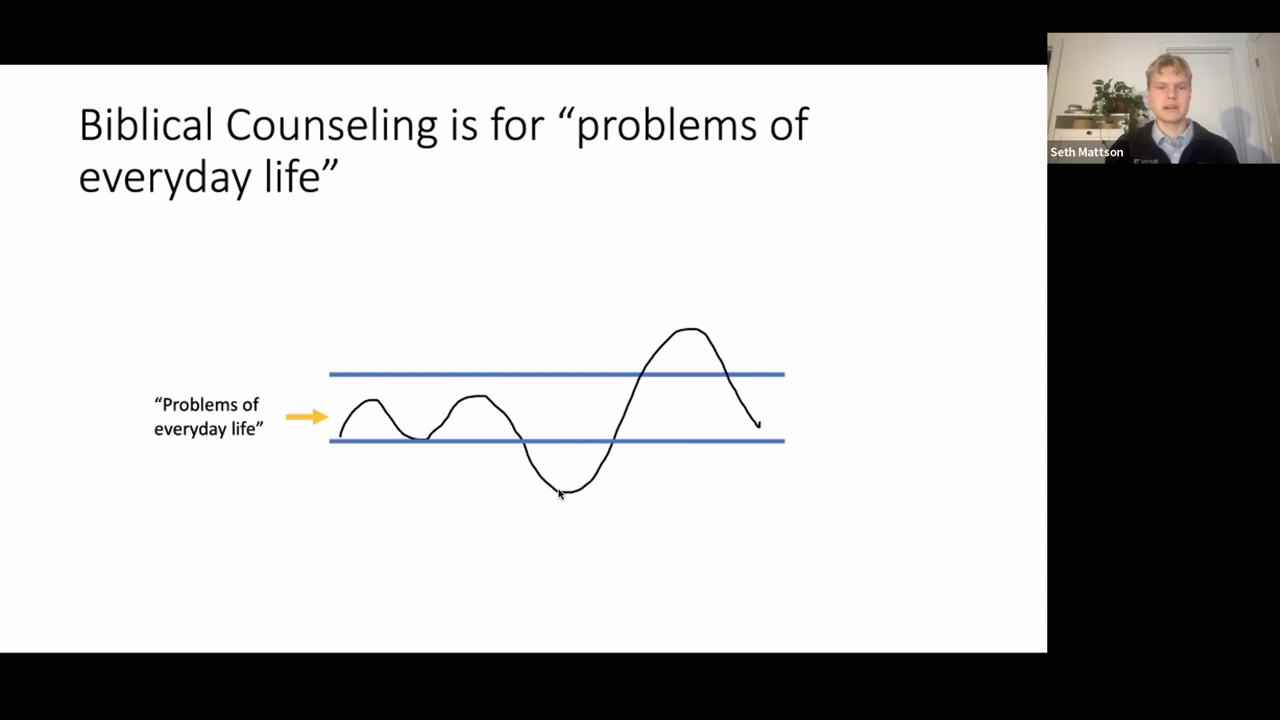 Biblical Counseling is for “problems of
everyday life”
“Problems of
everyday life”
Seth Mattson